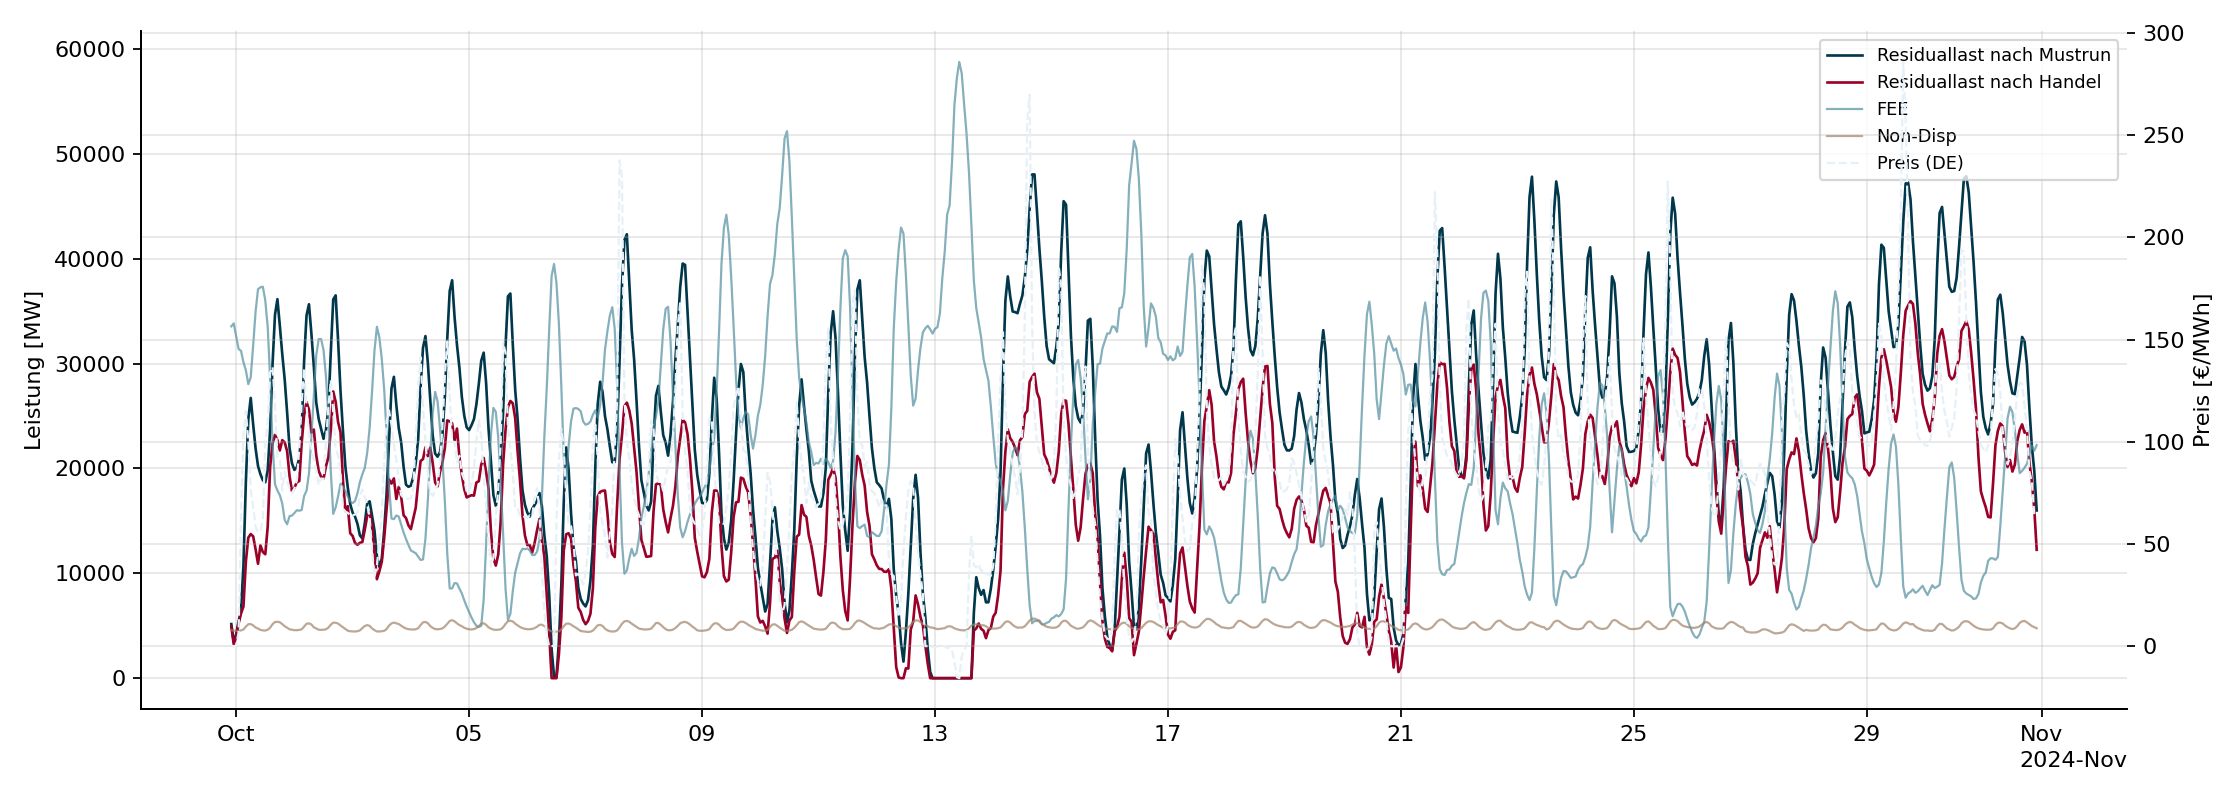 60000
50000
40000
30000
20000
10000
0
Leistung [MW]
300
250
200
150
100
50
0
Preis [€/MWh]
Residuallast nach Mustrun
Residuallast nach Handel
FEE
Non-Disp
Preis (DE)
Oct
05
09
13
17
21
25
29
Nov
2024-Nov